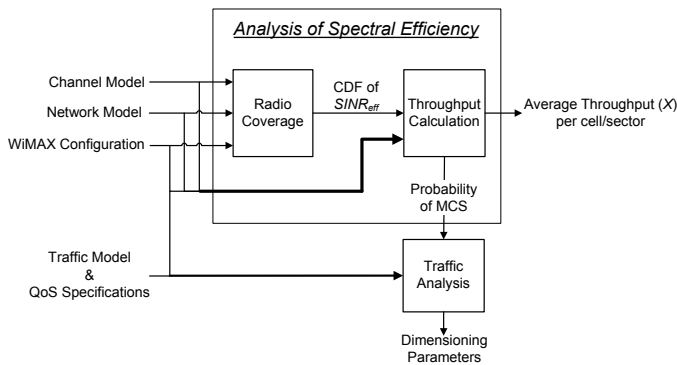 Analysis of Spectral Efficiency
Channel Model
Network Model
WiMAX Configuration
Radio
Coverage
CDF of
SINReff
Throughput
Calculation
Average Throughput (X)
per cell/sector
Probability
of MCS
Traffic Model
&
QoS Specifications
Traffic
Analysis
Dimensioning
Parameters